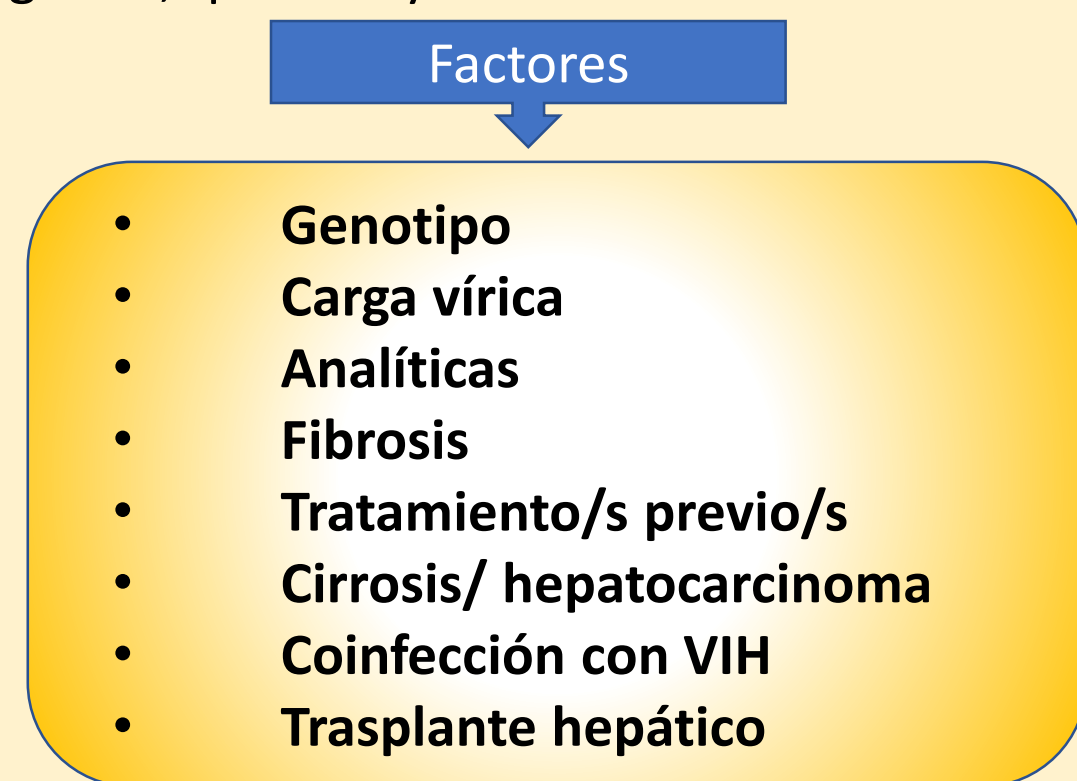 Factores
• Genotipo
• Carga vírica
• Analíticas
• Fibrosis
• Tratamiento/s previo/s
• Cirrosis/ hepatocarcinoma
• Coinfección con VIH
• Trasplante hepático